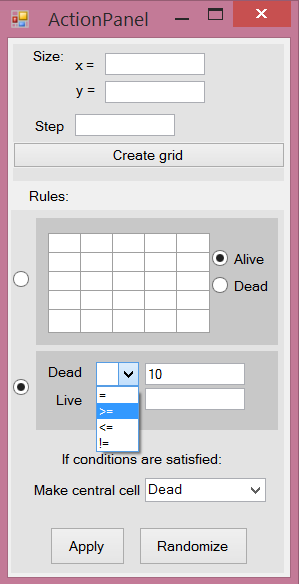 ActionPanel
Size:
x =
y =
Step
Create grid
Rules:
Alive
Dead
Dead 10
Live
=
>=
<=
!=
If conditions are satisfied:
Make central cell Dead
Apply Randomize